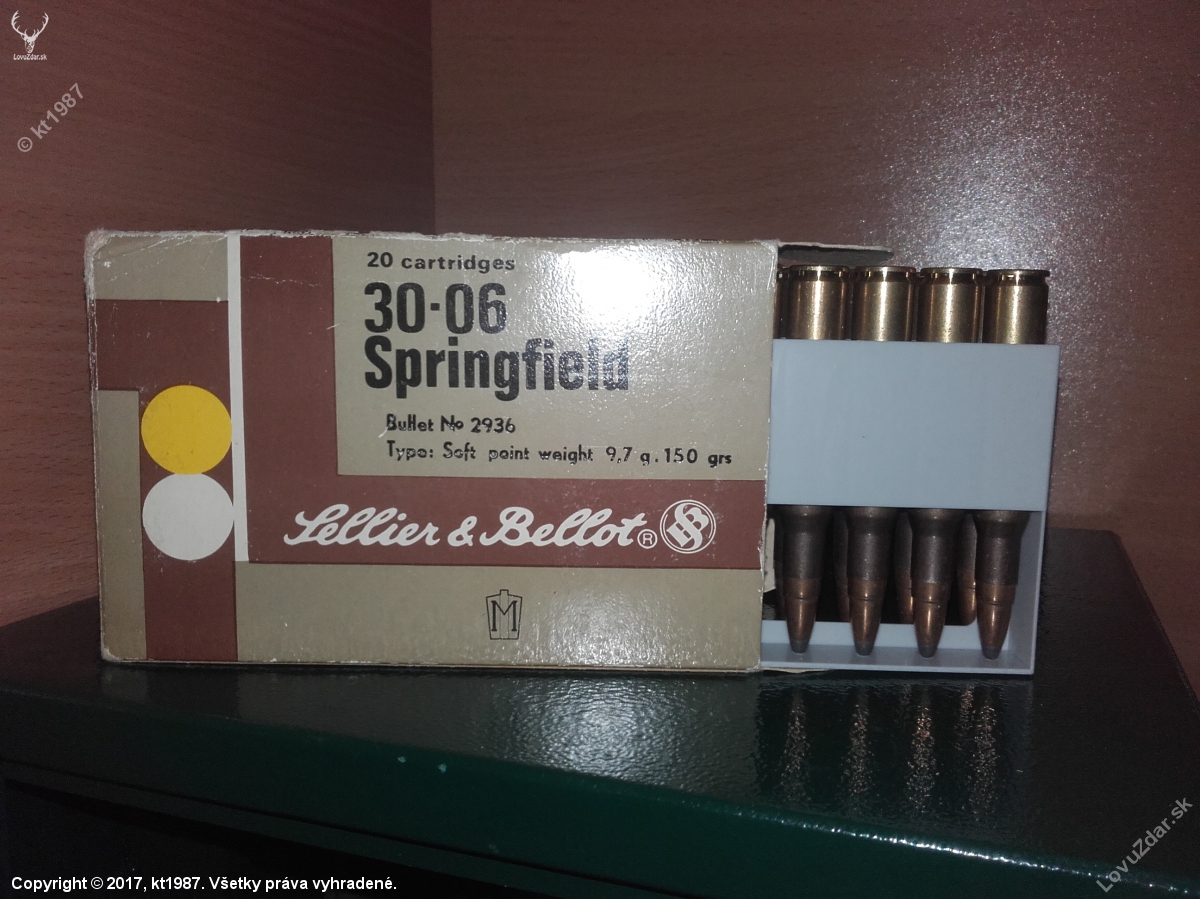 LovuZdar.sk
© kt1987
20 cartridges
30-06
Springfield
Bullet No 2936
Type: Soft point weight 9,7 g. 150 grs
Sellier & Bellot ®
M
LovuZdar.sk
Copyright © 2017, kt1987. Všetky práva vyhradené.